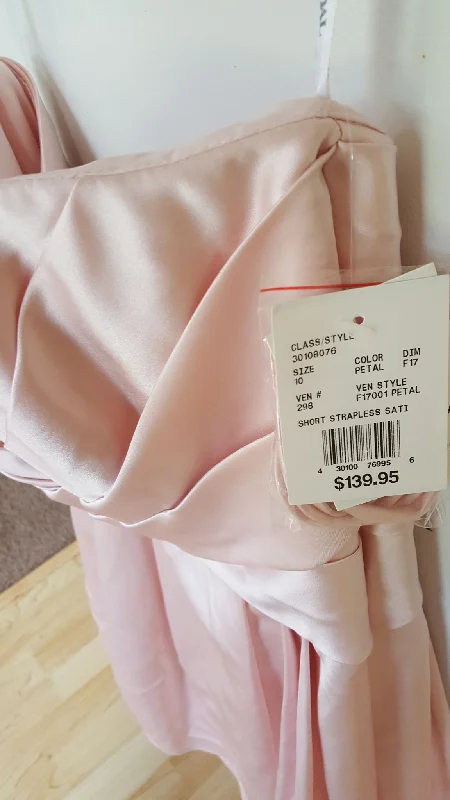 CLASS/STYLE
30108076
SIZE COLOR DIM
10 PETAL F17
VEN # VEN STYLE
298 F17001 PETAL
SHORT STRAPLESS SATI
4 30100 76995 6
$139.95